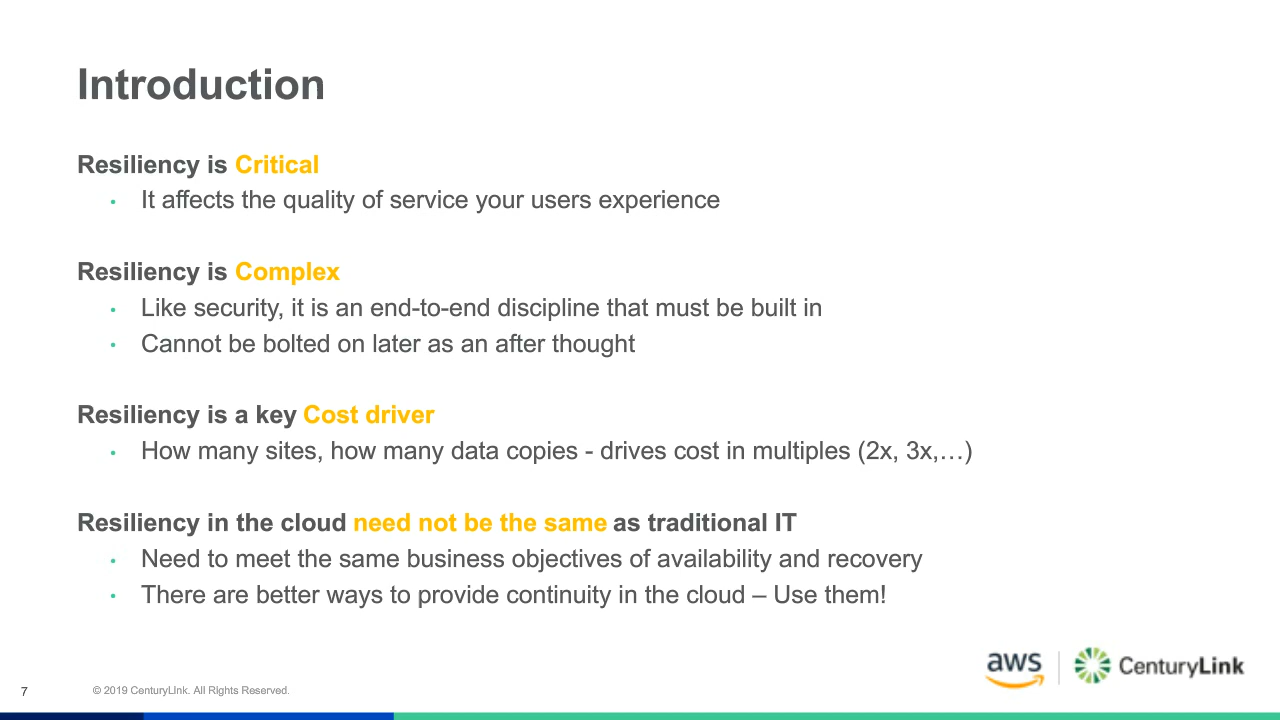 Introduction
Resiliency is Critical
• It affects the quality of service your users experience
Resiliency is Complex
• Like security, it is an end-to-end discipline that must be built in
• Cannot be bolted on later as an after thought
Resiliency is a key Cost driver
• How many sites, how many data copies - drives cost in multiples (2x, 3x,…)
Resiliency in the cloud need not be the same as traditional IT
• Need to meet the same business objectives of availability and recovery
• There are better ways to provide continuity in the cloud – Use them!
aws CenturyLink
7 © 2019 CenturyLink. All Rights Reserved.